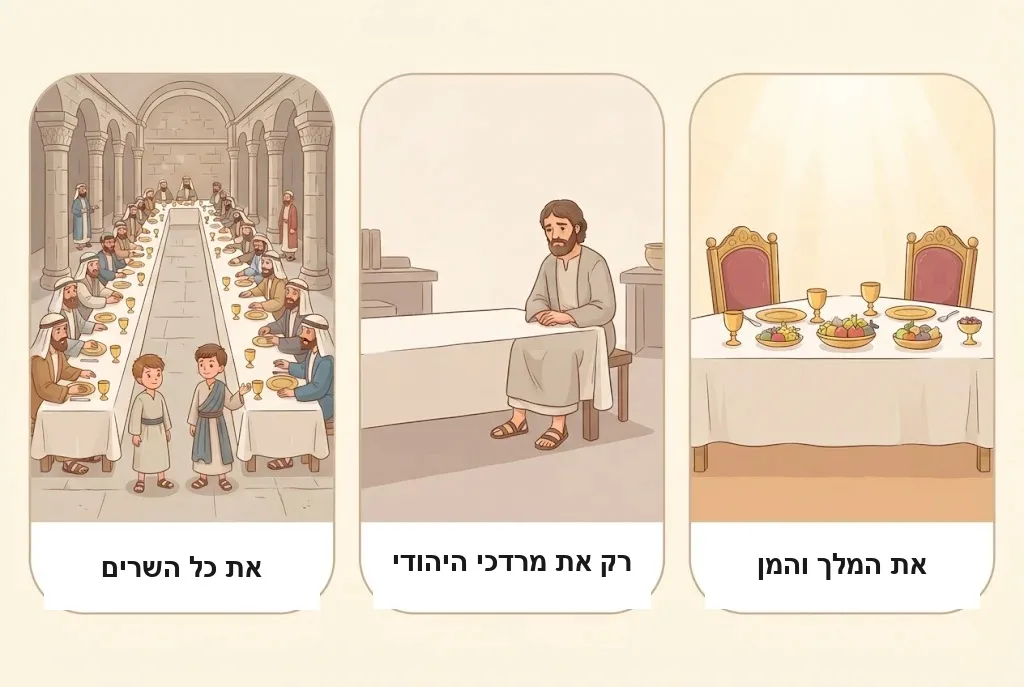 את המלך והמן
רק את מרדכי היהודי
את כל השרים